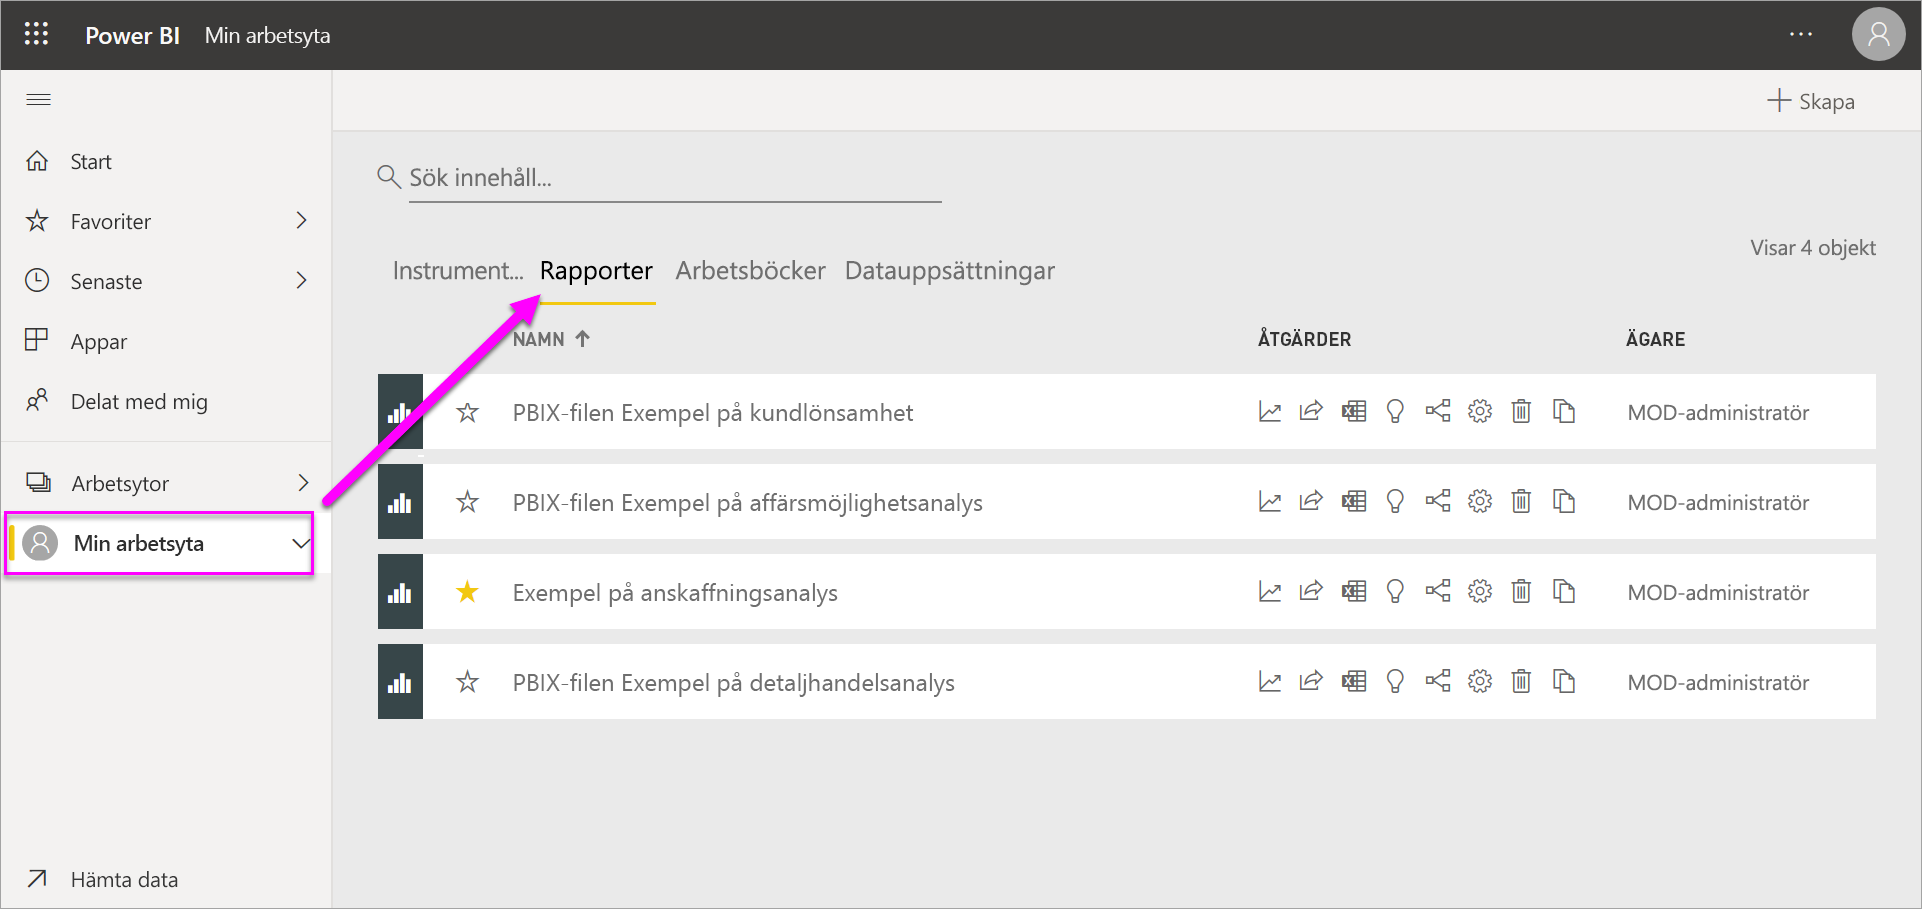 Power BI Min arbetsyta
Skapa
Start
Favoriter
Senaste
Appar
Delat med mig
Arbetsytor
Min arbetsyta
Hämta data
Sök innehåll...
Visar 4 objekt
Instrument... Rapporter Arbetsböcker Datauppsättningar
NAMN ÅTGÄRDER ÄGARE
PBIX-filen Exempel på kundlönsamhet MOD-administratör
PBIX-filen Exempel på affärsmöjlighetsanalys MOD-administratör
Exempel på anskaffningsanalys MOD-administratör
PBIX-filen Exempel på detaljhandelsanalys MOD-administratör